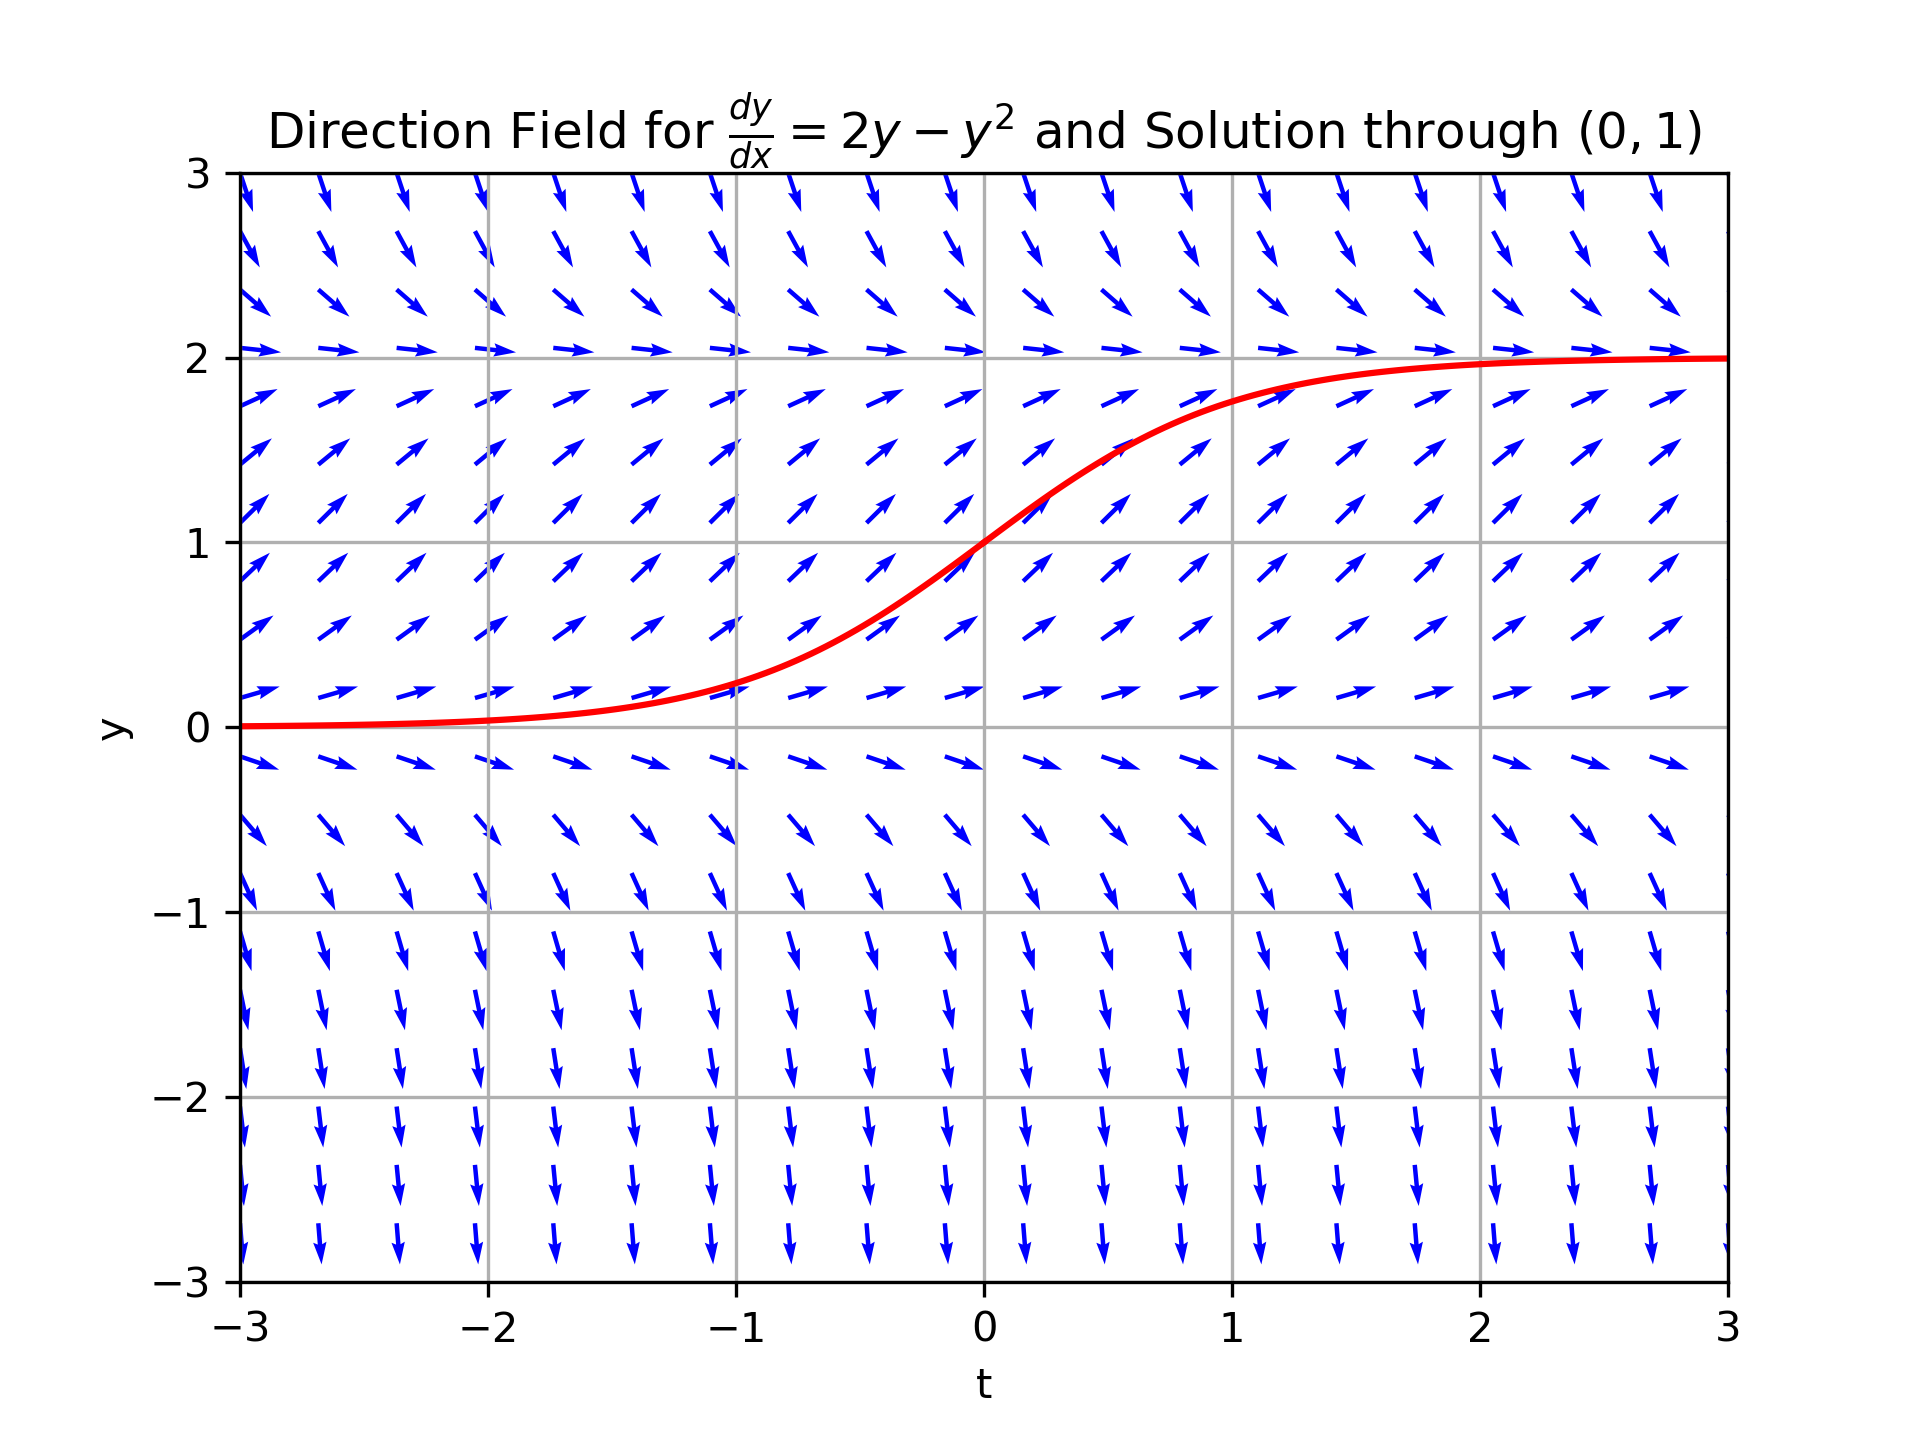 Direction Field for dy/dx = 2y − y² and Solution through (0, 1)
3
2
1
0
−1
−2
−3
y
−3 −2 −1 0 1 2 3
t